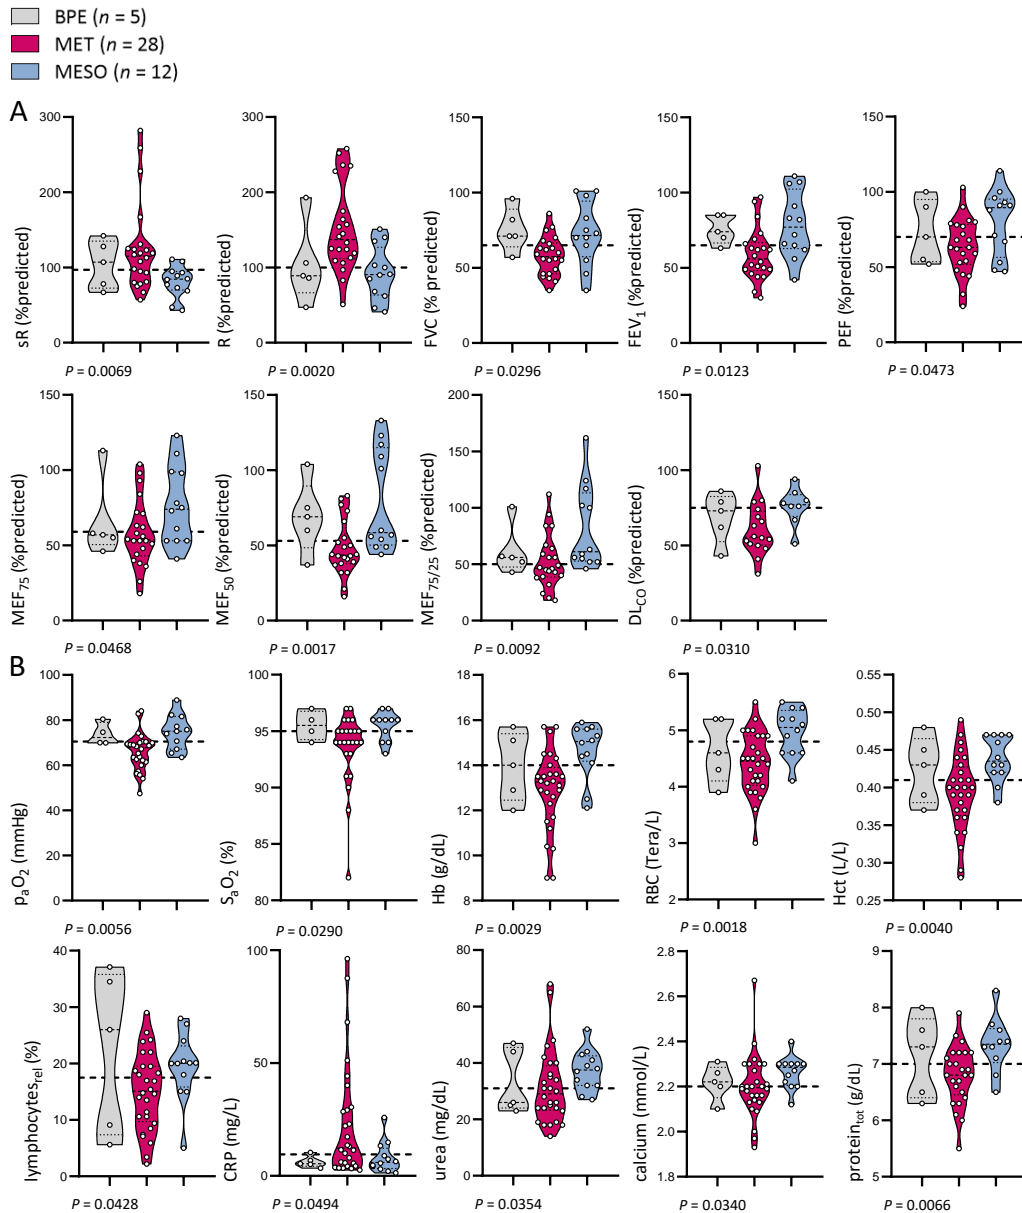 BPE (n = 5)
MET (n = 28)
MESO (n = 12)
A
sR (%predicted)
0
100
200
300
P = 0.0069
R (%predicted)
0
100
200
300
P = 0.0020
FVC (% predicted)
0
50
100
150
P = 0.0296
FEV1 (%predicted)
0
50
100
150
P = 0.0123
PEF (%predicted)
0
50
100
150
P = 0.0473
MEF75 (%predicted)
0
50
100
150
P = 0.0468
MEF50 (%predicted)
0
50
100
150
P = 0.0017
MEF75/25 (%predicted)
0
50
100
150
200
P = 0.0092
DLCO (%predicted)
0
50
100
150
P = 0.0310
B
paO2 (mmHg)
0
20
40
60
80
100
P = 0.0056
SaO2 (%)
80
85
90
95
100
P = 0.0290
Hb (g/dL)
8
10
12
14
16
18
P = 0.0029
RBC (Tera/L)
2
3
4
5
6
P = 0.0018
Hct (L/L)
0.25
0.30
0.35
0.40
0.45
0.50
0.55
P = 0.0040
lymphocytesrel (%)
0
10
20
30
40
P = 0.0428
CRP (mg/L)
0
50
100
P = 0.0494
urea (mg/dL)
0
20
40
60
80
P = 0.0354
calcium (mmol/L)
1.8
2.0
2.2
2.4
2.6
2.8
P = 0.0340
proteintot (g/dL)
5
6
7
8
9
P = 0.0066